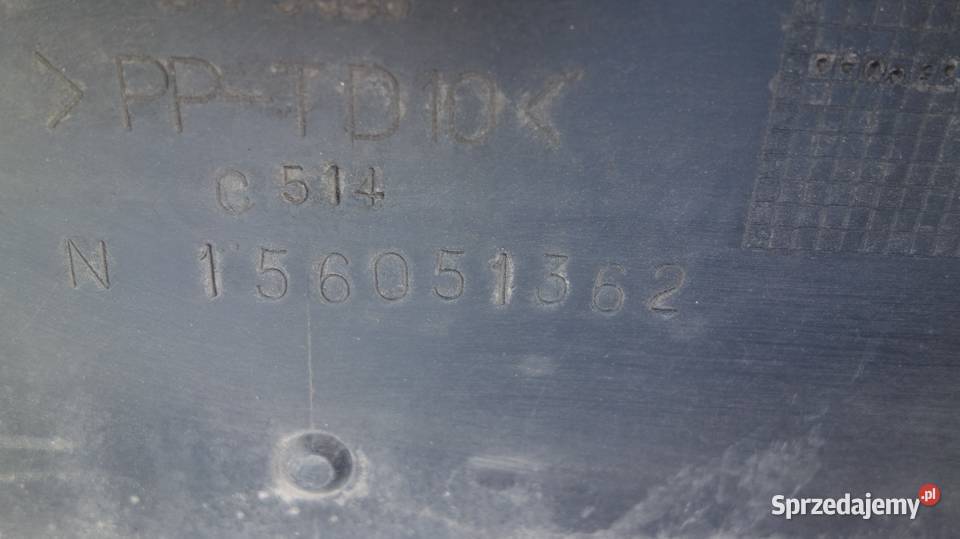 >PP-TD10<
C 514
N 156051362
Sprzedajemy.pl